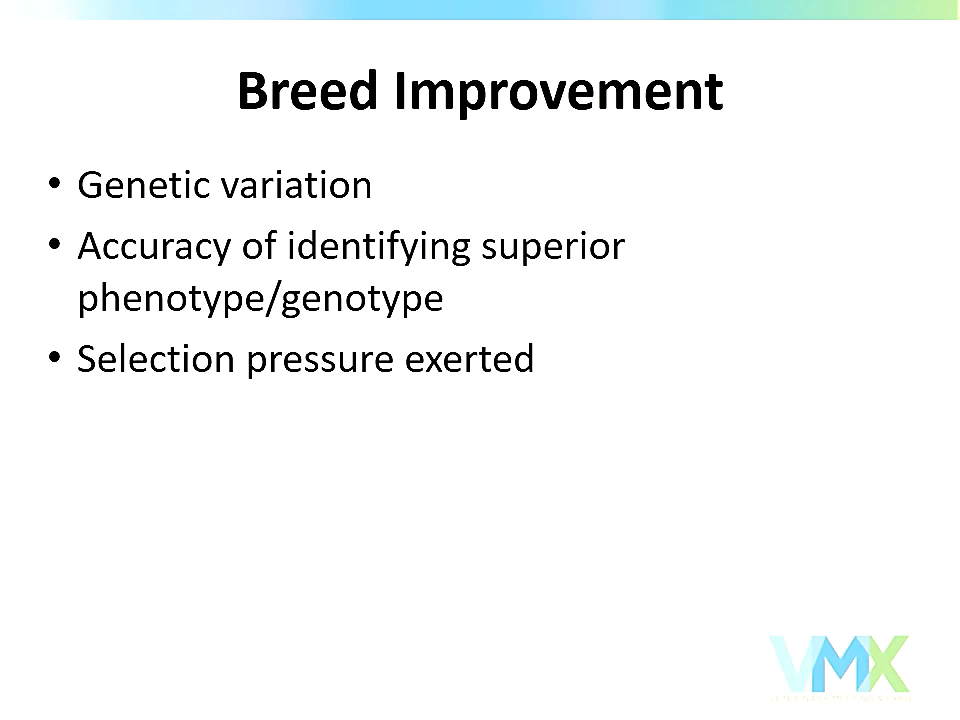 Breed Improvement
• Genetic variation
• Accuracy of identifying superior
phenotype/genotype
• Selection pressure exerted
VMX